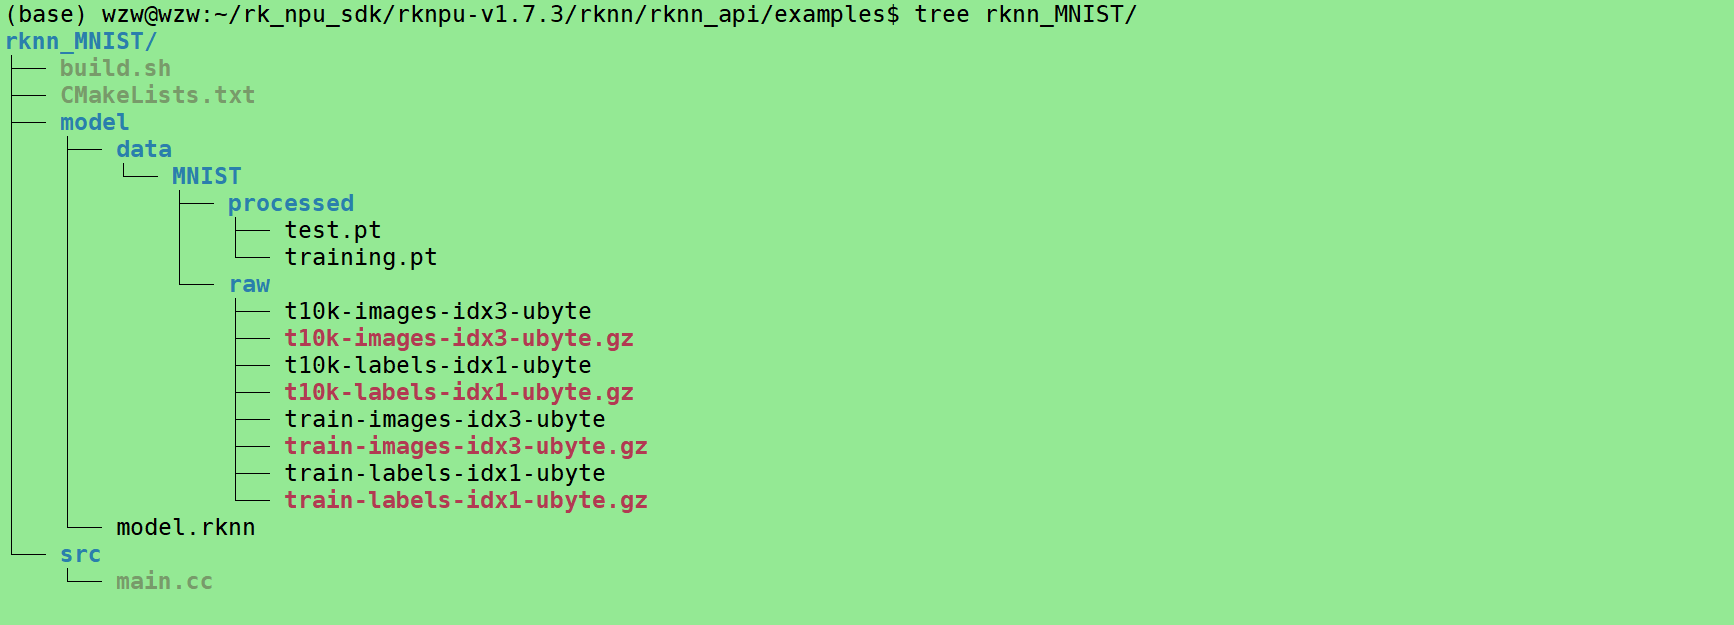 (base) wzw@wzw:~/rk_npu_sdk/rknpu-v1.7.3/rknn/rknn_api/examples$ tree rknn_MNIST/
rknn_MNIST/
├── build.sh
├── CMakeLists.txt
├── model
│   ├── data
│   │   └── MNIST
│   │       ├── processed
│   │       │   ├── test.pt
│   │       │   └── training.pt
│   │       └── raw
│   │           ├── t10k-images-idx3-ubyte
│   │           ├── t10k-images-idx3-ubyte.gz
│   │           ├── t10k-labels-idx1-ubyte
│   │           ├── t10k-labels-idx1-ubyte.gz
│   │           ├── train-images-idx3-ubyte
│   │           ├── train-images-idx3-ubyte.gz
│   │           ├── train-labels-idx1-ubyte
│   │           └── train-labels-idx1-ubyte.gz
│   └── model.rknn
└── src
    └── main.cc